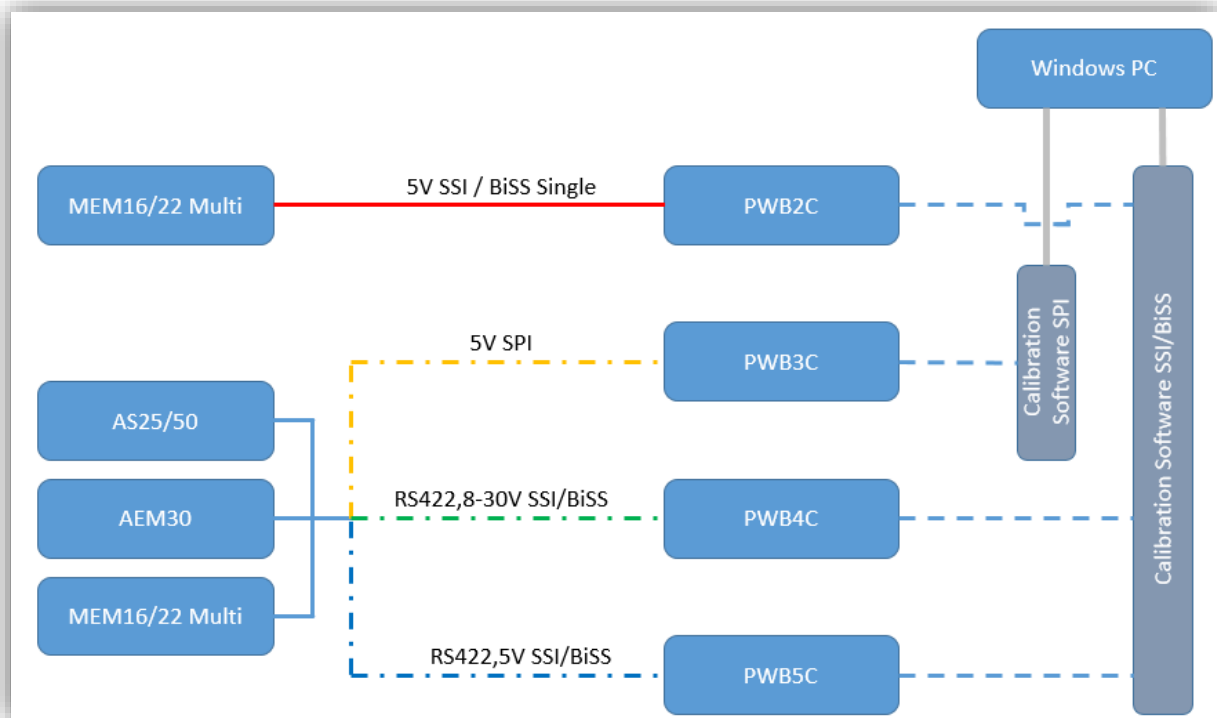 Windows PC
MEM16/22 Multi
5V SSI / BiSS Single
PWB2C
Calibration
Software SPI
Calibration Software SSI/BiSS
5V SPI
PWB3C
AS25/50
AEM30
RS422,8-30V SSI/BiSS
PWB4C
MEM16/22 Multi
RS422,5V SSI/BiSS
PWB5C